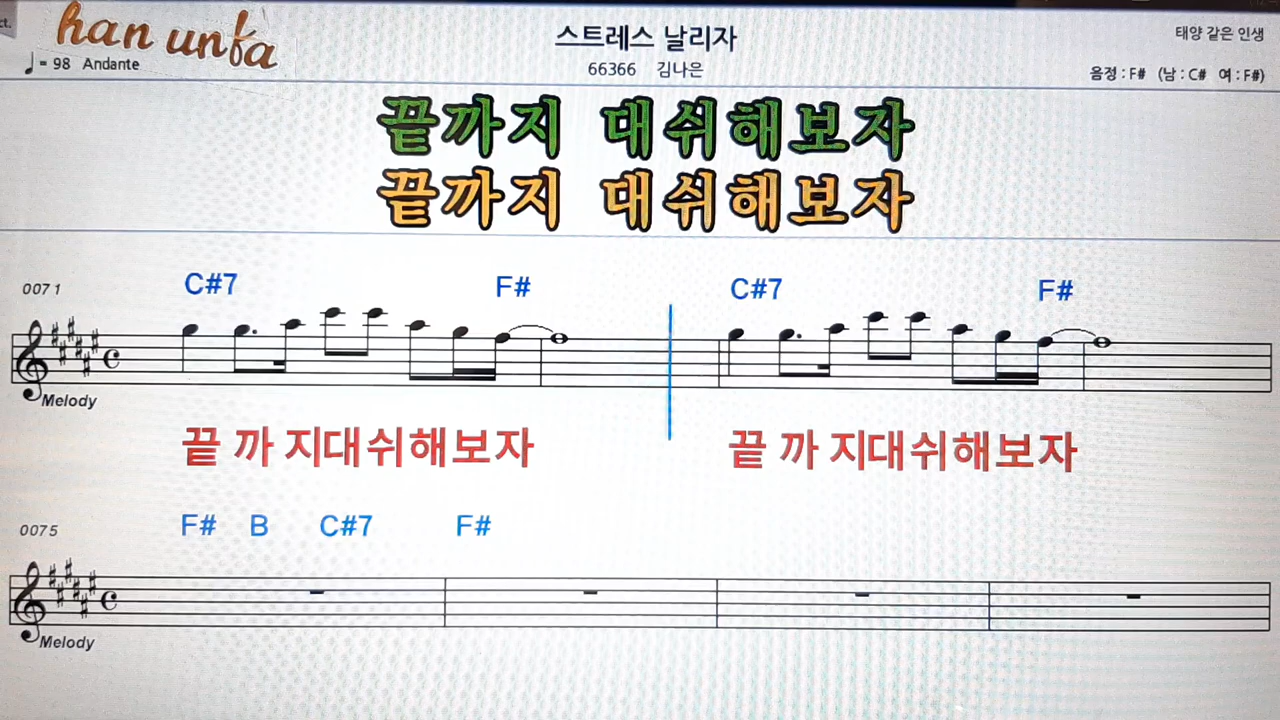 ct.
han unfa
♩= 98 Andante
스트레스 날리자
66366 김나은
태양 같은 인생
음정 : F# (남 : C# 여 : F#)
끝까지 대쉬해보자
끝까지 대쉬해보자
0071 C#7 F# C#7 F#
Melody
끝 까 지대쉬해보자 끝 까 지대쉬해보자
0075 F# B C#7 F#
Melody